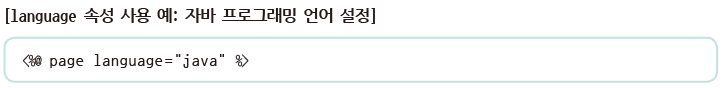 [language 속성 사용 예: 자바 프로그래밍 언어 설정]
<%@ page language="java" %>